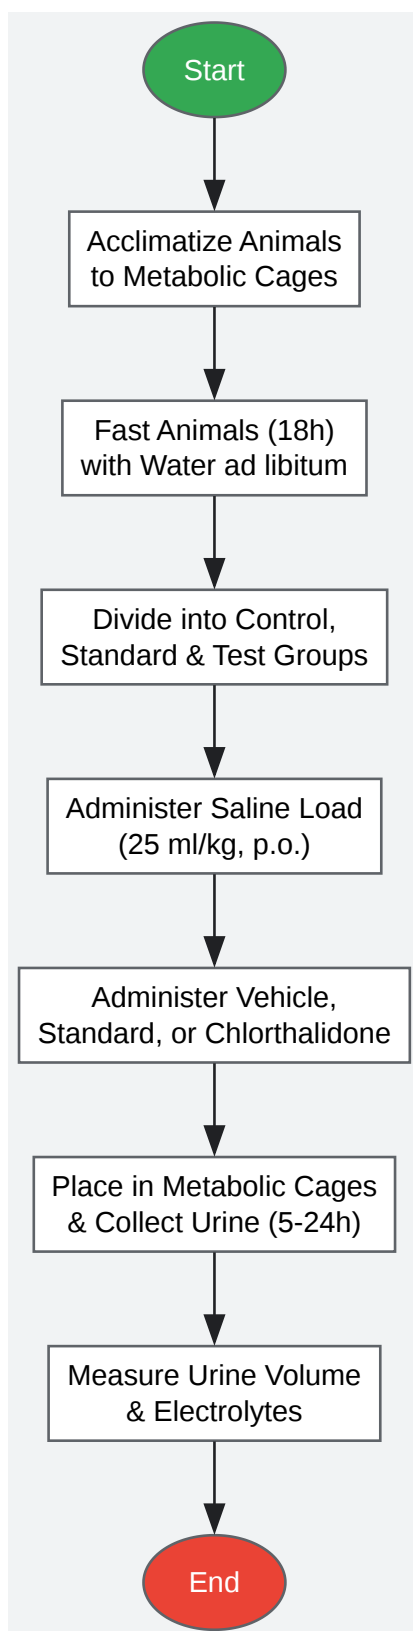 Start
Acclimatize Animals
to Metabolic Cages
Fast Animals (18h)
with Water ad libitum
Divide into Control,
Standard & Test Groups
Administer Saline Load
(25 ml/kg, p.o.)
Administer Vehicle,
Standard, or Chlorthalidone
Place in Metabolic Cages
& Collect Urine (5-24h)
Measure Urine Volume
& Electrolytes
End